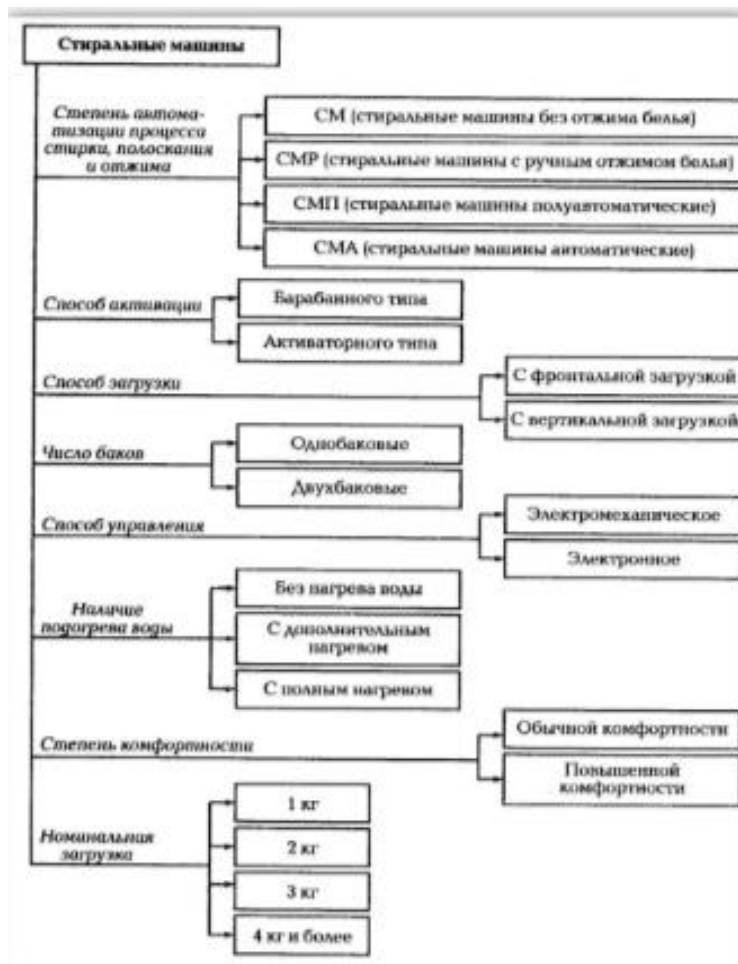 Стиральные машины
Степень автома-
тизации процесса
стирки, полоскания
и отжима
СМ (стиральные машины без отжима белья)
СМР (стиральные машины с ручным отжимом белья)
СМП (стиральные машины полуавтоматические)
СМА (стиральные машины автоматические)
Способ активации
Барабанного типа
Активаторного типа
Способ загрузки
С фронтальной загрузкой
С вертикальной загрузкой
Число баков
Однобаковые
Двухбаковые
Способ управления
Электромеханическое
Электронное
Наличие
подогрева воды
Без нагрева воды
С дополнительным
нагревом
С полным нагревом
Степень комфортности
Обычной комфортности
Повышенной
комфортности
Номинальная
загрузка
1 кг
2 кг
3 кг
4 кг и более